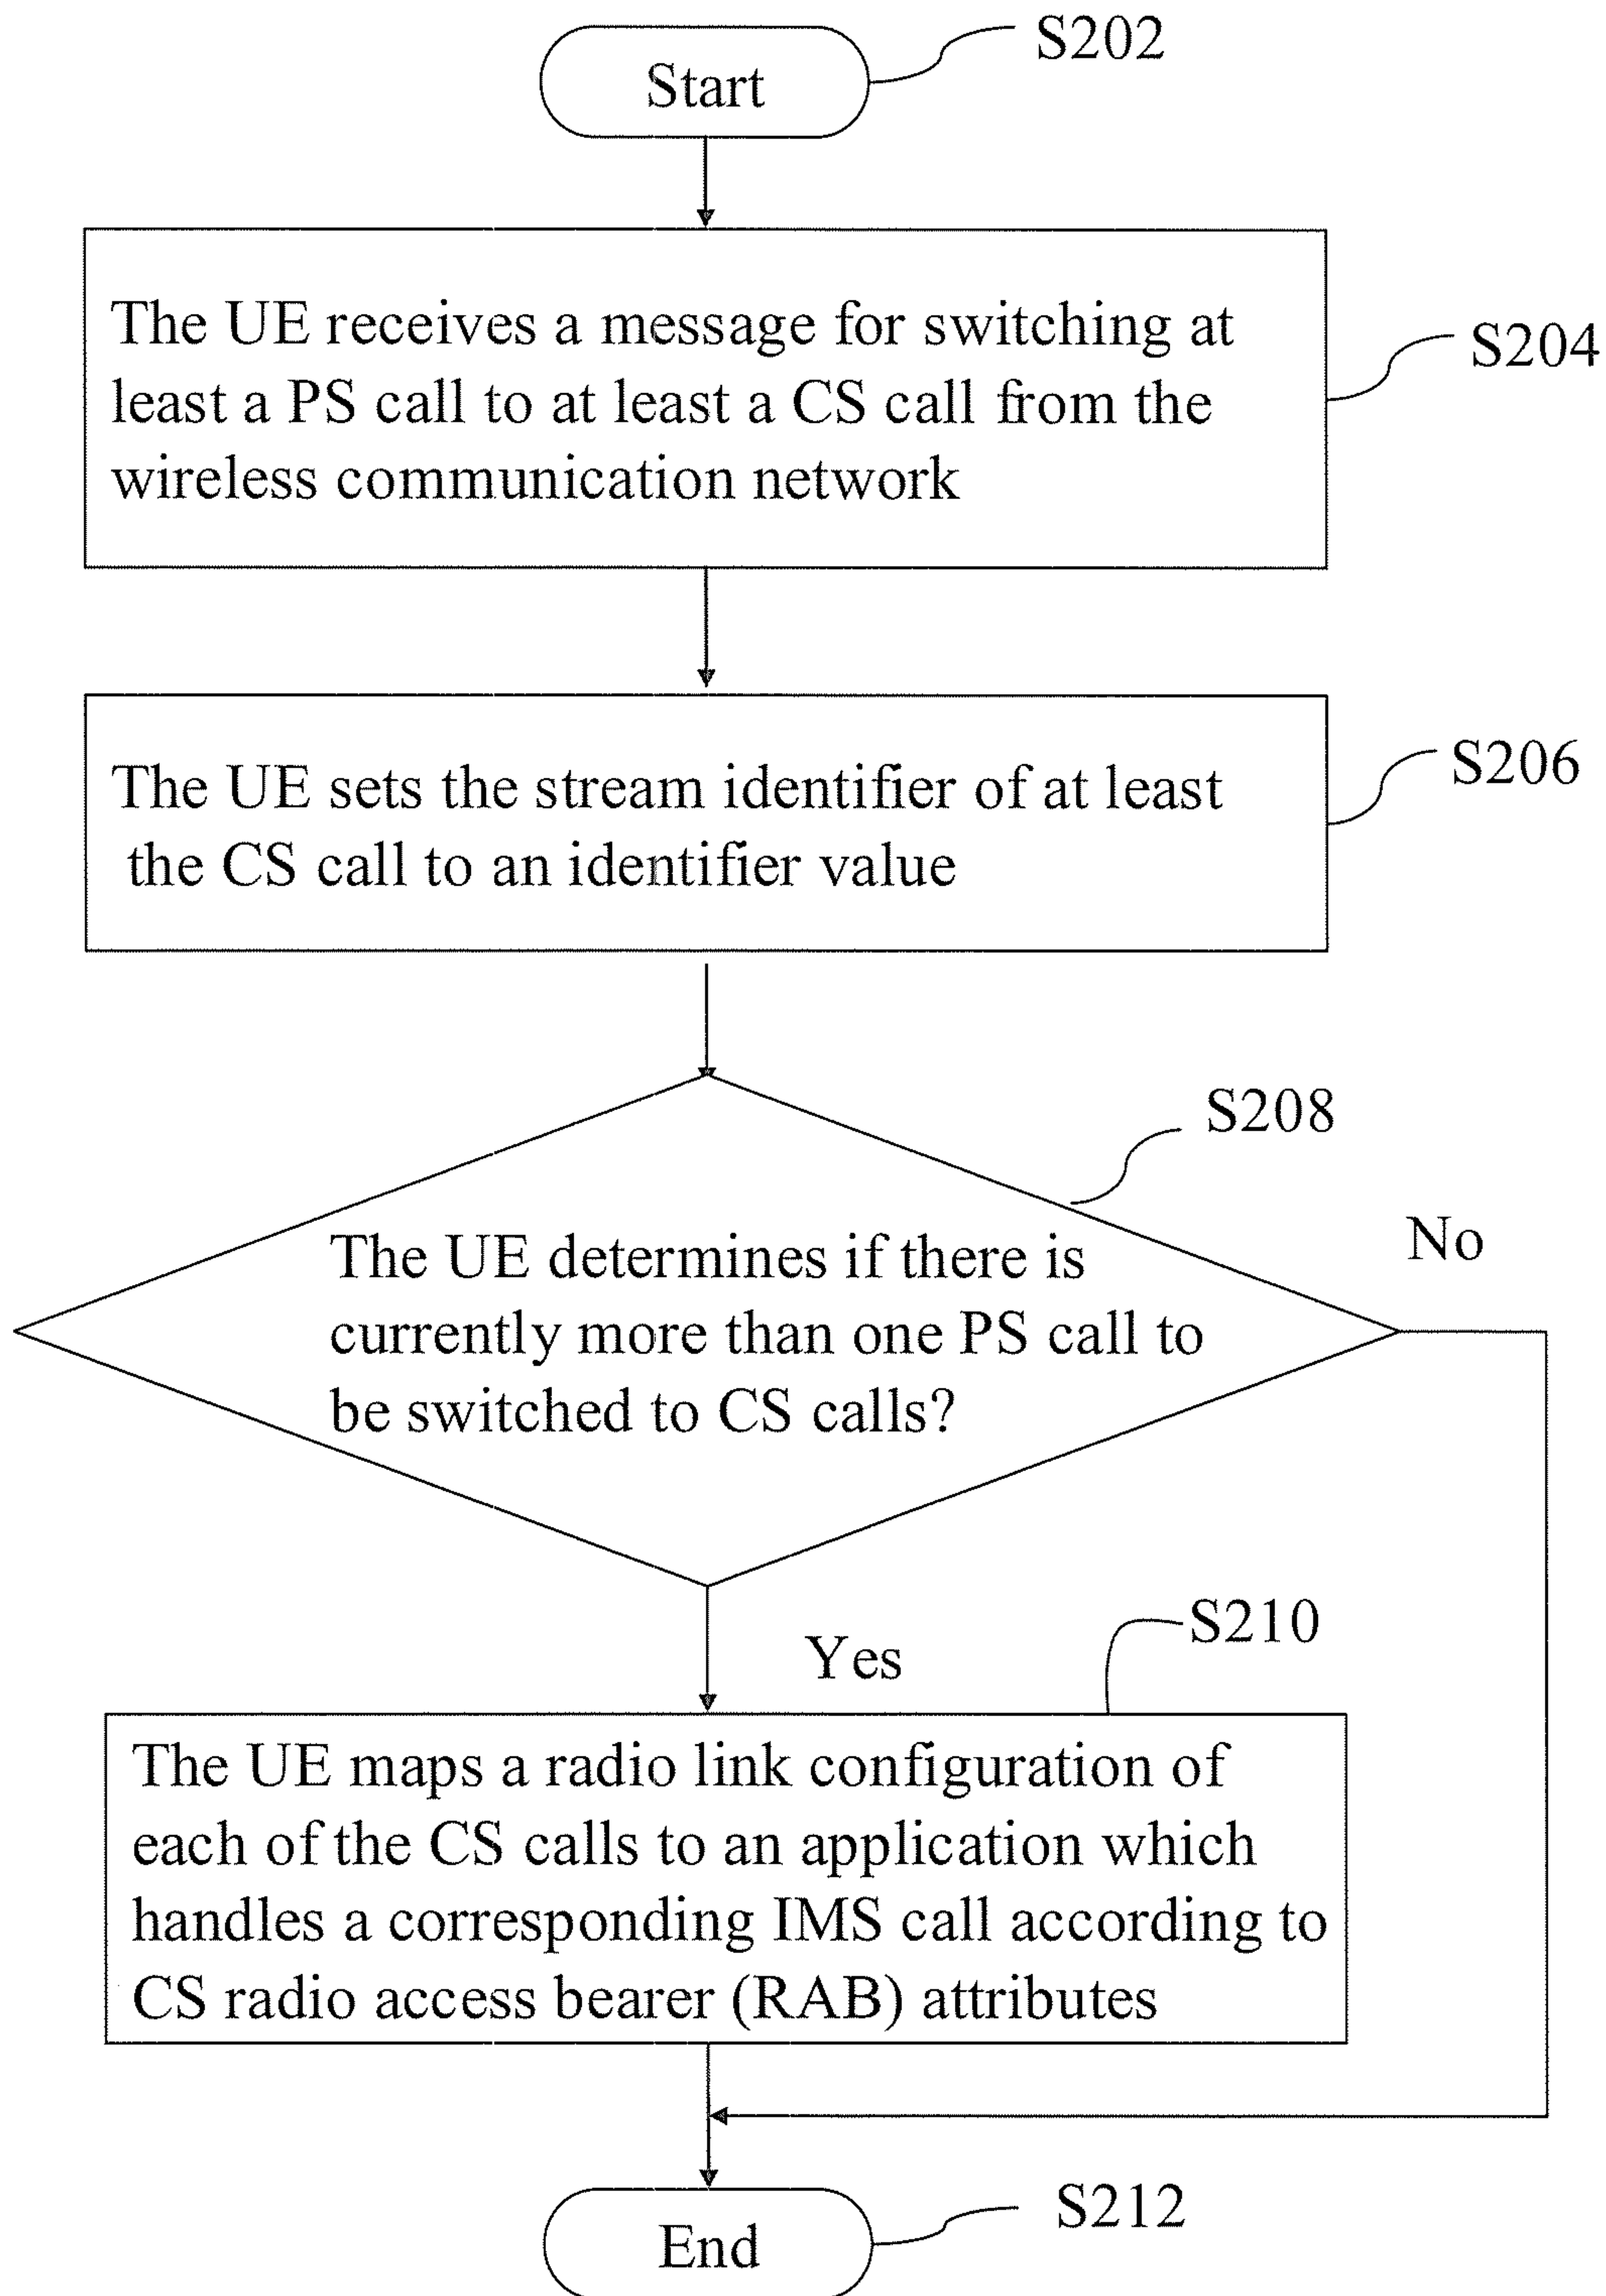 Start
S202
The UE receives a message for switching at
least a PS call to at least a CS call from the
wireless communication network
S204
The UE sets the stream identifier of at least
the CS call to an identifier value
S206
S208
The UE determines if there is
currently more than one PS call to
be switched to CS calls?
No
Yes
S210
The UE maps a radio link configuration of
each of the CS calls to an application which
handles a corresponding IMS call according to
CS radio access bearer (RAB) attributes
End
S212